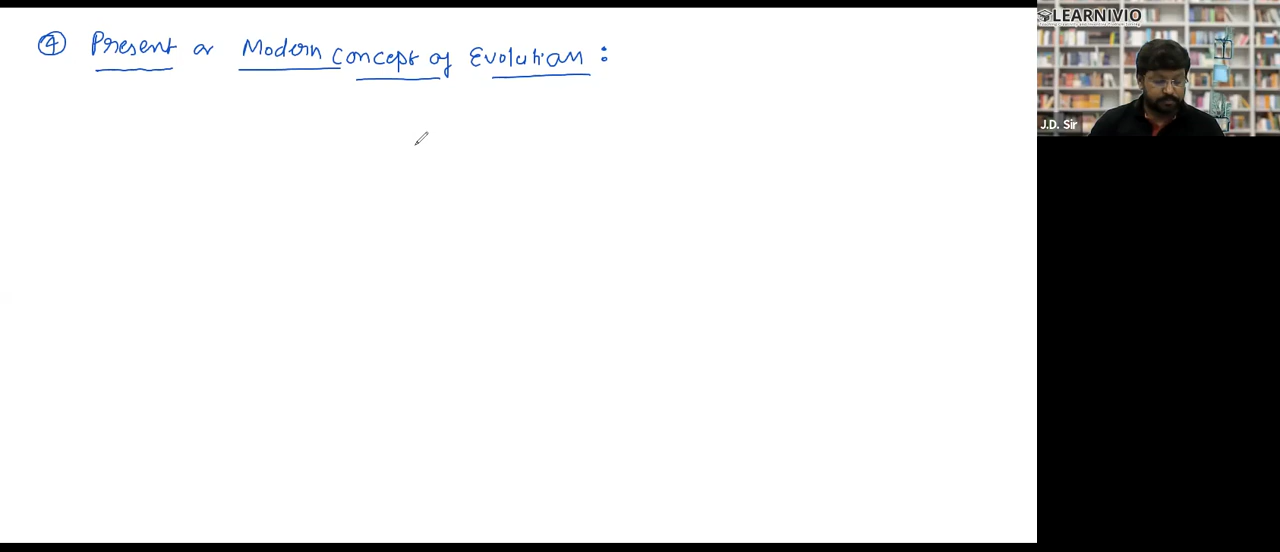 ④ Present or Modern Concept of Evolution :
LEARNIVIO
J.D. Sir